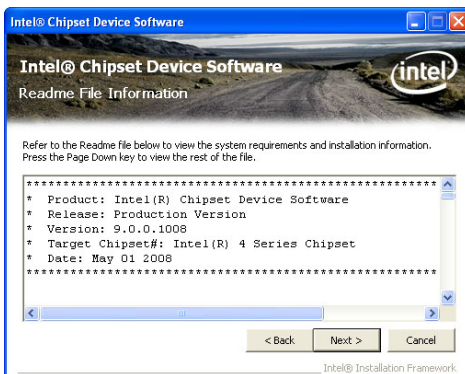 Intel® Chipset Device Software
Intel® Chipset Device Software
Readme File Information
intel
Refer to the Readme file below to view the system requirements and installation information.
Press the Page Down key to view the rest of the file.
************************************************************
*  Product: Intel(R) Chipset Device Software
*  Release: Production Version
*  Version: 9.0.0.1008
*  Target Chipset#: Intel(R) 4 Series Chipset
*  Date: May 01 2008
************************************************************
< Back Next > Cancel
Intel® Installation Framework